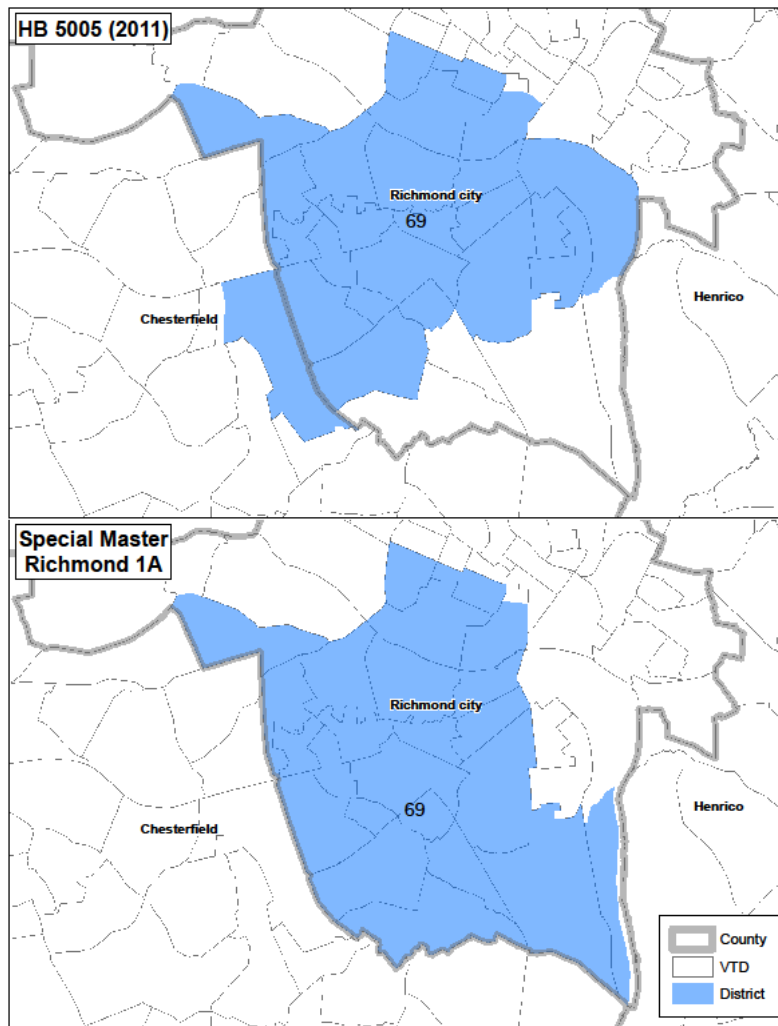 HB 5005 (2011)
Richmond city
69
Henrico
Chesterfield
Special Master
Richmond 1A
Richmond city
69
Chesterfield
Henrico
County
VTD
District